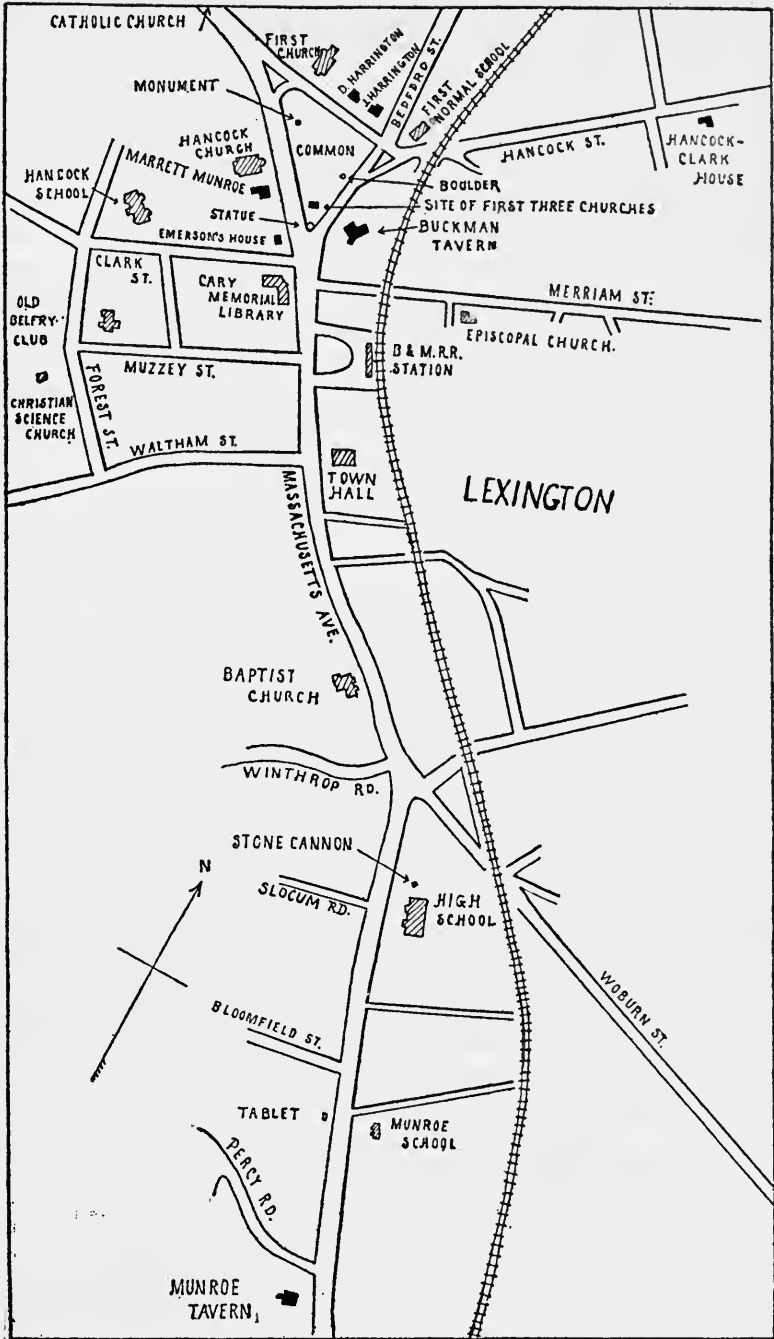 CATHOLIC CHURCH
FIRST
CHURCH
D. HARRINGTON
J. HARRINGTON
BEDFORD ST.
FIRST
NORMAL SCHOOL
MONUMENT
HANCOCK
CHURCH
COMMON
HANCOCK ST.
HANCOCK-
CLARK
HOUSE
HANCOCK
SCHOOL
MARRETT MUNROE
BOULDER
STATUE
SITE OF FIRST THREE CHURCHES
EMERSON'S HOUSE
BUCKMAN
TAVERN
CLARK
ST.
CARY
MEMORIAL
LIBRARY
MERRIAM ST.
OLD
BELFRY
CLUB
EPISCOPAL CHURCH.
B & M.R.R.
STATION
MUZZEY ST.
CHRISTIAN
SCIENCE
CHURCH
FOREST ST.
WALTHAM ST.
TOWN
HALL
LEXINGTON
MASSACHUSETTS AVE.
BAPTIST
CHURCH
WINTHROP RD.
STONE CANNON
N
SLOCUM RD.
HIGH
SCHOOL
WOBURN ST.
BLOOMFIELD ST.
TABLET
MUNROE
SCHOOL
PERCY RD.
MUNROE
TAVERN